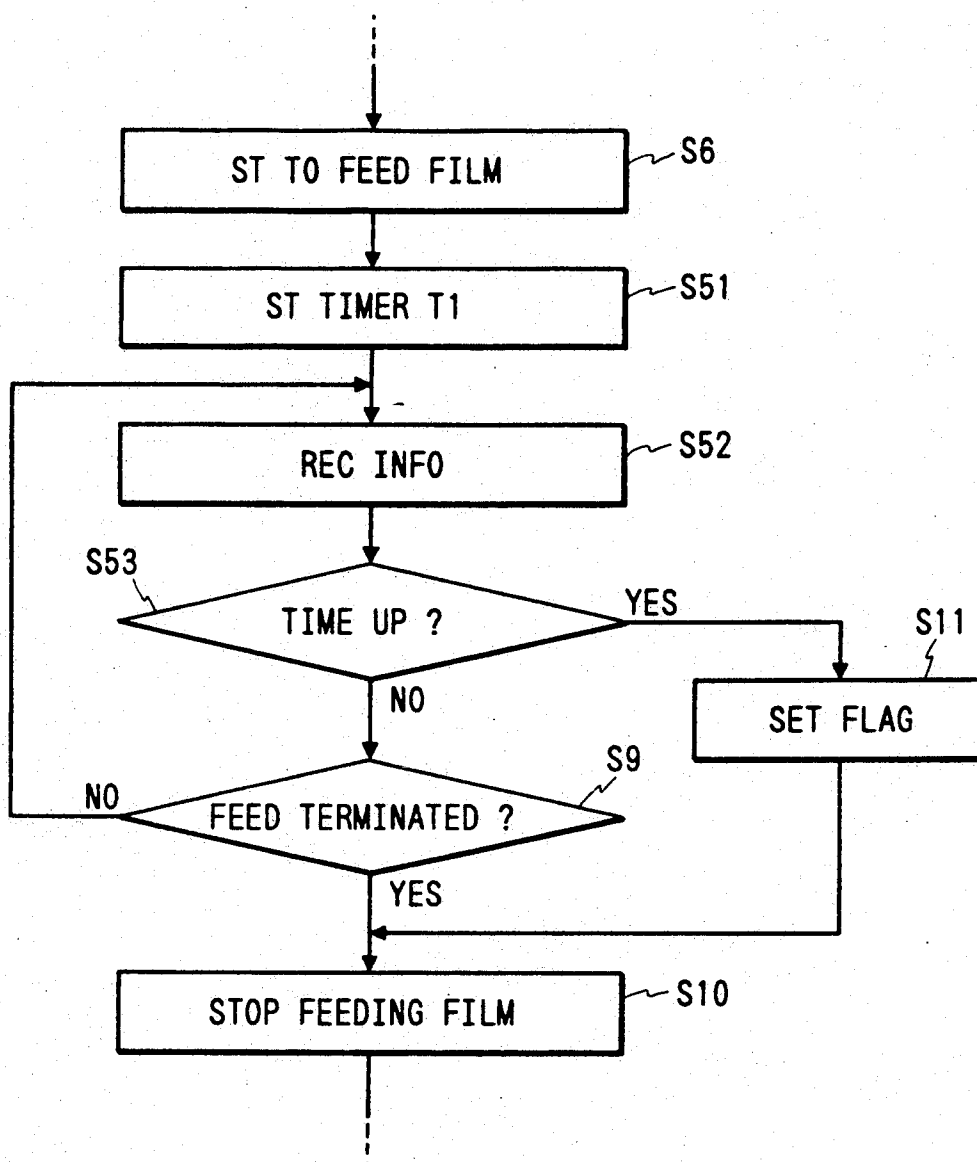 ST TO FEED FILM
S6
ST TIMER T1
S51
REC INFO
S52
S53
TIME UP ?
YES
S11
NO
SET FLAG
S9
NO
FEED TERMINATED ?
YES
STOP FEEDING FILM
S10